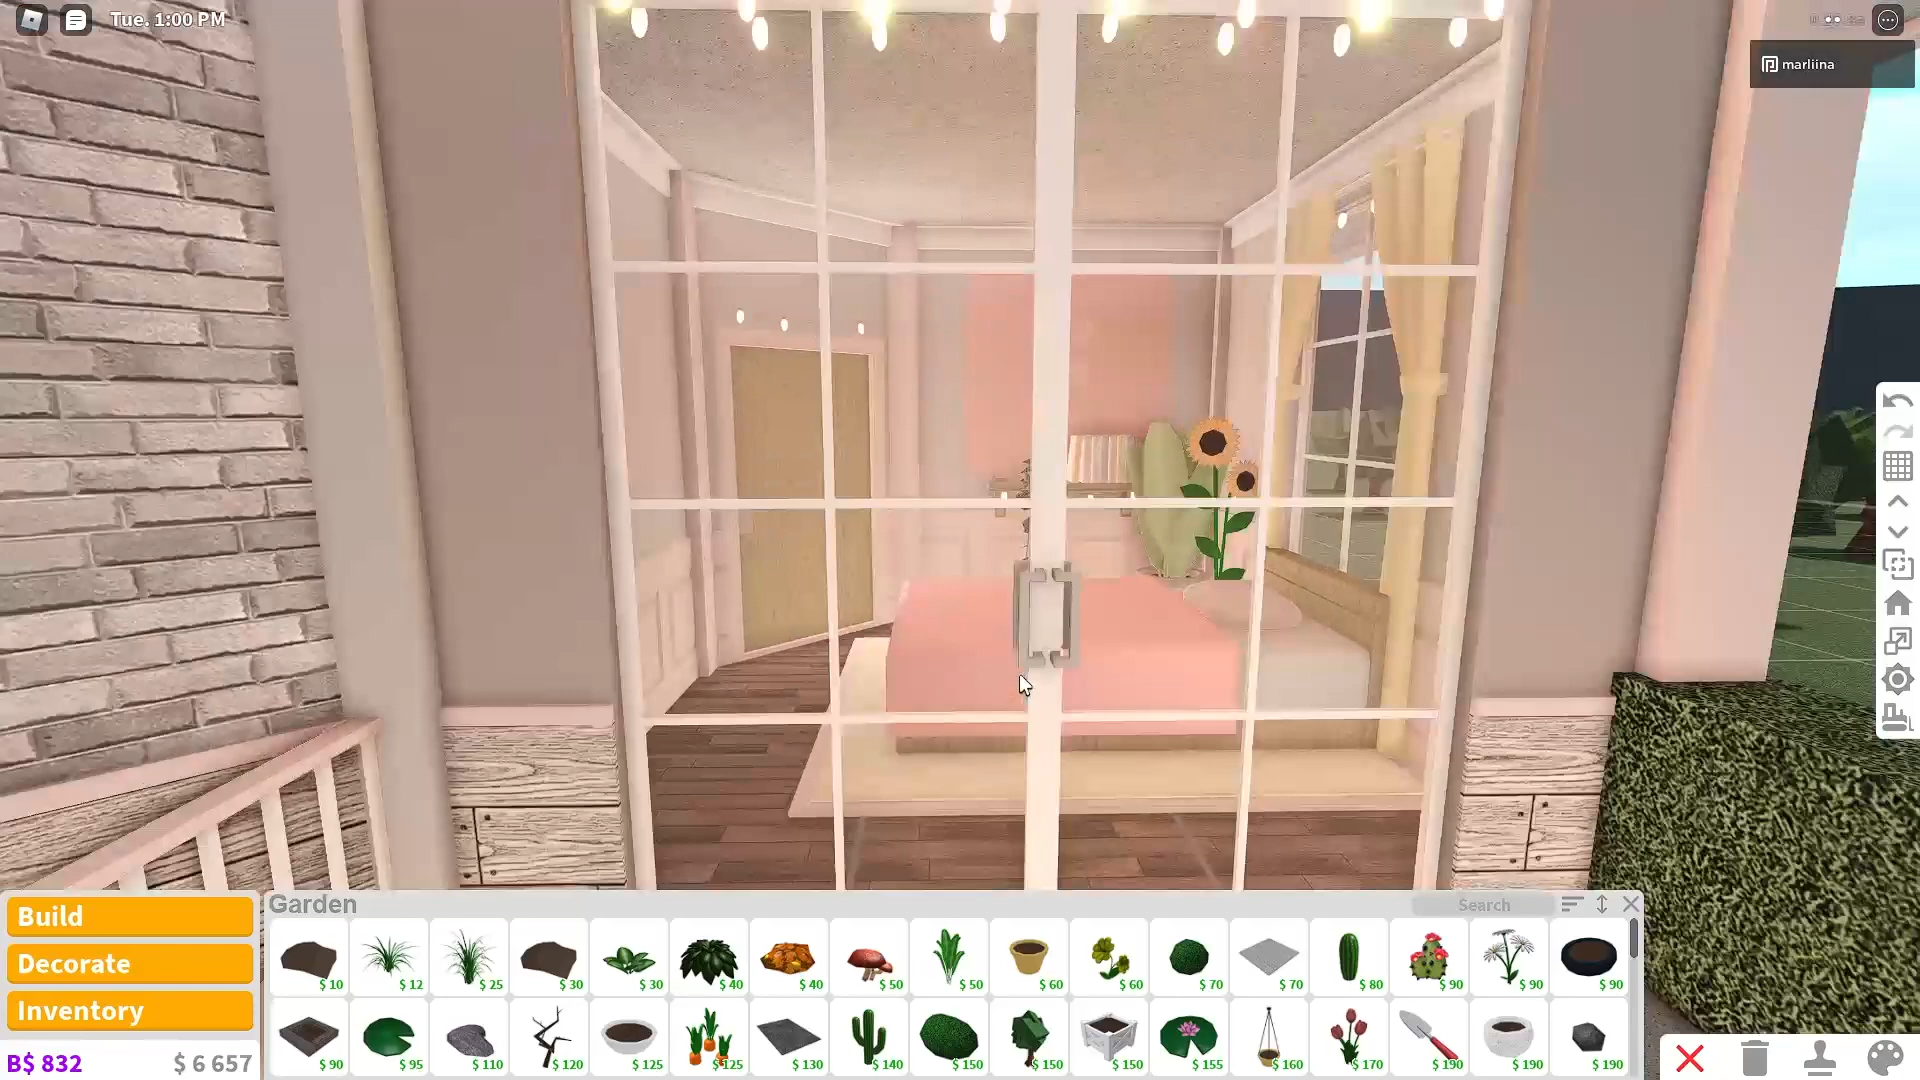 Tue. 1:00 PM
marliina
Build
Decorate
Inventory
B$ 832 $ 6 657
Garden
Search
$ 10 $ 12 $ 25 $ 30 $ 30 $ 40 $ 40 $ 50 $ 50 $ 60 $ 60 $ 70 $ 70 $ 80 $ 90 $ 90 $ 90
$ 90 $ 95 $ 110 $ 120 $ 125 $ 125 $ 130 $ 140 $ 150 $ 150 $ 150 $ 155 $ 160 $ 170 $ 190 $ 190 $ 190